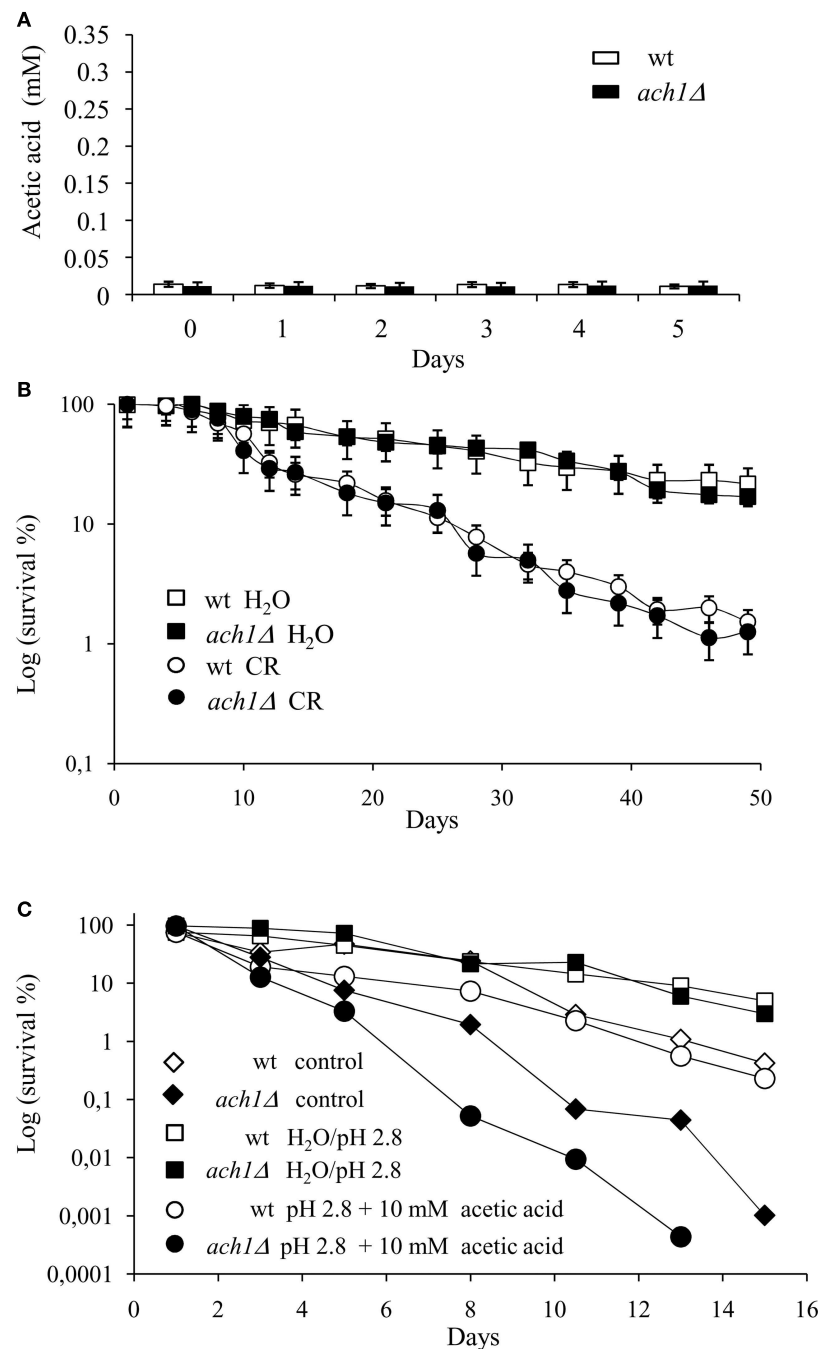 A
Acetic acid (mM)
0.35
0.3
0.25
0.2
0.15
0.1
0.05
0
wt
ach1Δ
0 1 2 3 4 5
Days
B
Log (survival %)
100
10
1
0,1
wt H₂O
ach1Δ H₂O
wt CR
ach1Δ CR
0 10 20 30 40 50
Days
C
Log (survival %)
100
10
1
0,1
0,01
0,001
0,0001
wt control
ach1Δ control
wt H₂O/pH 2.8
ach1Δ H₂O/pH 2.8
wt pH 2.8 + 10 mM acetic acid
ach1Δ pH 2.8 + 10 mM acetic acid
0 2 4 6 8 10 12 14 16
Days